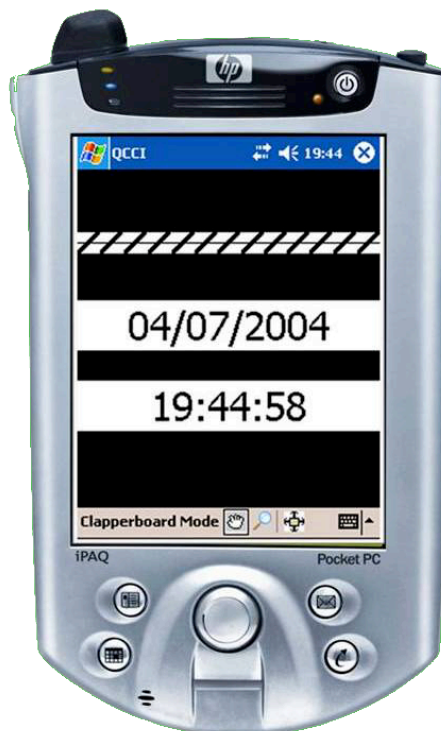 hp
QCCI 19:44
04/07/2004
19:44:58
Clapperboard Mode
iPAQ Pocket PC